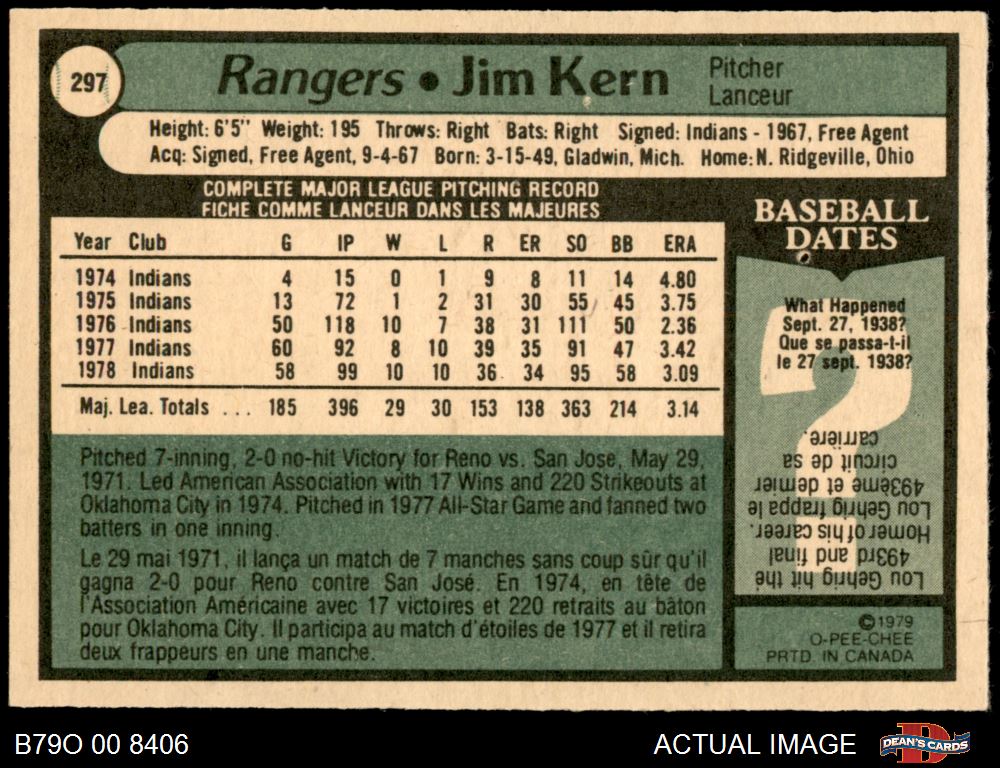 297
Rangers • Jim Kern
Pitcher
Lanceur
Height: 6'5" Weight: 195 Throws: Right Bats: Right Signed: Indians - 1967, Free Agent
Acq: Signed, Free Agent, 9-4-67 Born: 3-15-49, Gladwin, Mich. Home: N. Ridgeville, Ohio
COMPLETE MAJOR LEAGUE PITCHING RECORD
FICHE COMME LANCEUR DANS LES MAJEURES
Year Club G IP W L R ER SO BB ERA
1974 Indians 4 15 0 1 9 8 11 14 4.80
1975 Indians 13 72 1 2 31 30 55 45 3.75
1976 Indians 50 118 10 7 38 31 111 50 2.36
1977 Indians 60 92 8 10 39 35 91 47 3.42
1978 Indians 58 99 10 10 36 34 95 58 3.09
Maj. Lea. Totals ... 185 396 29 30 153 138 363 214 3.14
Pitched 7-inning, 2-0 no-hit Victory for Reno vs. San Jose, May 29,
1971. Led American Association with 17 Wins and 220 Strikeouts at
Oklahoma City in 1974. Pitched in 1977 All-Star Game and fanned two
batters in one inning.
Le 29 mai 1971, il lança un match de 7 manches sans coup sûr qu'il
gagna 2-0 pour Reno contre San José. En 1974, en tête de
l'Association Américaine avec 17 victoires et 220 retraits au bâton
pour Oklahoma City. Il participa au match d'étoiles de 1977 et il retira
deux frappeurs en une manche.
BASEBALL
DATES
What Happened
Sept. 27, 1938?
Que se passa-t-il
le 27 sept. 1938?
Lou Gehrig hit the
493rd and final
Homer of his career.
Lou Gehrig frappe le
493ème et dernier
circuit de sa
carrière.
©1979
O-PEE-CHEE
PRTD. IN CANADA
B79O 00 8406
ACTUAL IMAGE
DEAN'S CARDS